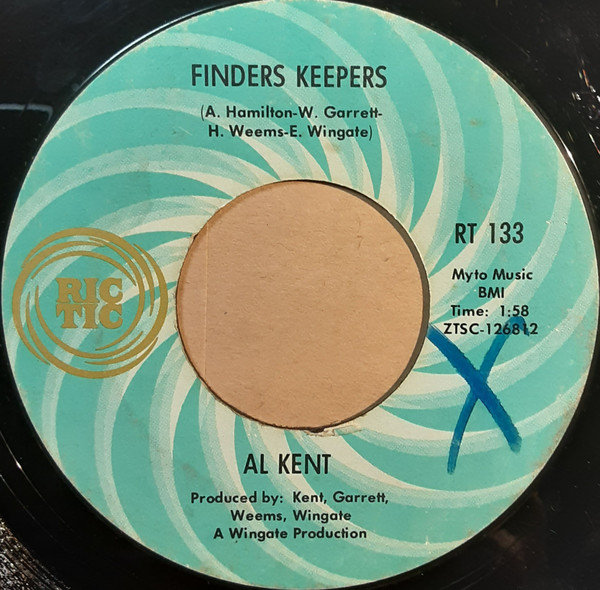 FINDERS KEEPERS
(A. Hamilton-W. Garrett-
H. Weems-E. Wingate)
RIC
TIC
RT 133
Myto Music
BMI
Time: 1:58
ZTSC-126812
X
AL KENT
Produced by: Kent, Garrett,
Weems, Wingate
A Wingate Production